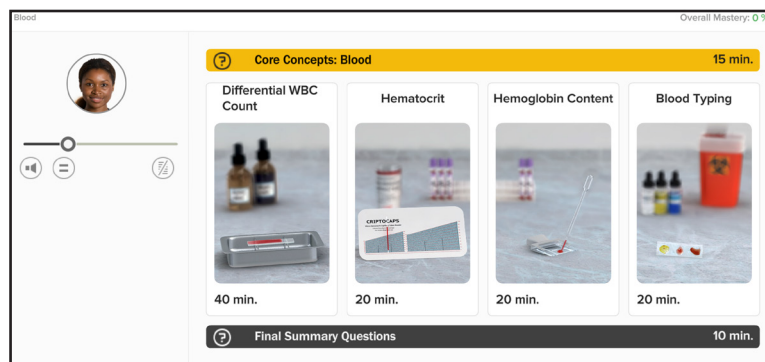 Blood
Overall Mastery: 0 %
Core Concepts: Blood
15 min.
Differential WBC
Count
Hematocrit
Hemoglobin Content
Blood Typing
CRIPTOCAPS
40 min.
20 min.
20 min.
20 min.
Final Summary Questions
10 min.